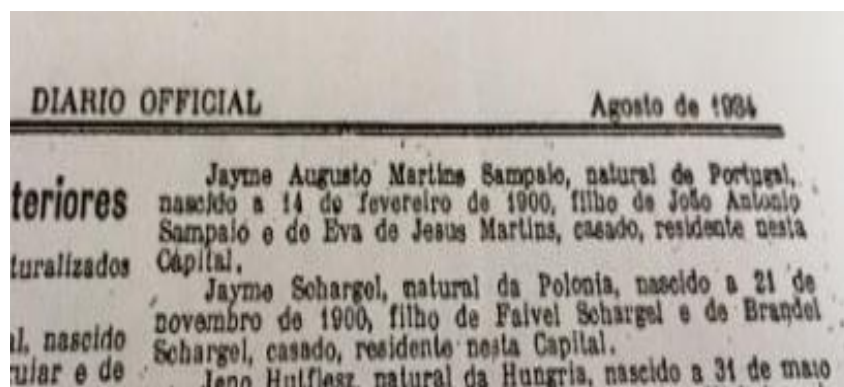 DIARIO OFFICIAL
Agosto de 1934
teriores
turalizados
al, nascido
ular e de
Jayme Augusto Martins Sampaio, natural de Portugal,
nascido a 14 de fevereiro de 1900, filho de João Antonio
Sampaio e de Eva de Jesus Martins, casado, residente nesta
Capital.
Jayme Schargel, natural da Polonia, nascido a 21 de
novembro de 1900, filho de Faivel Schargel e de Brandel
Schargel, casado, residente nesta Capital.
Jeno Hulflesz, natural da Hungria, nascido a 31 de maio